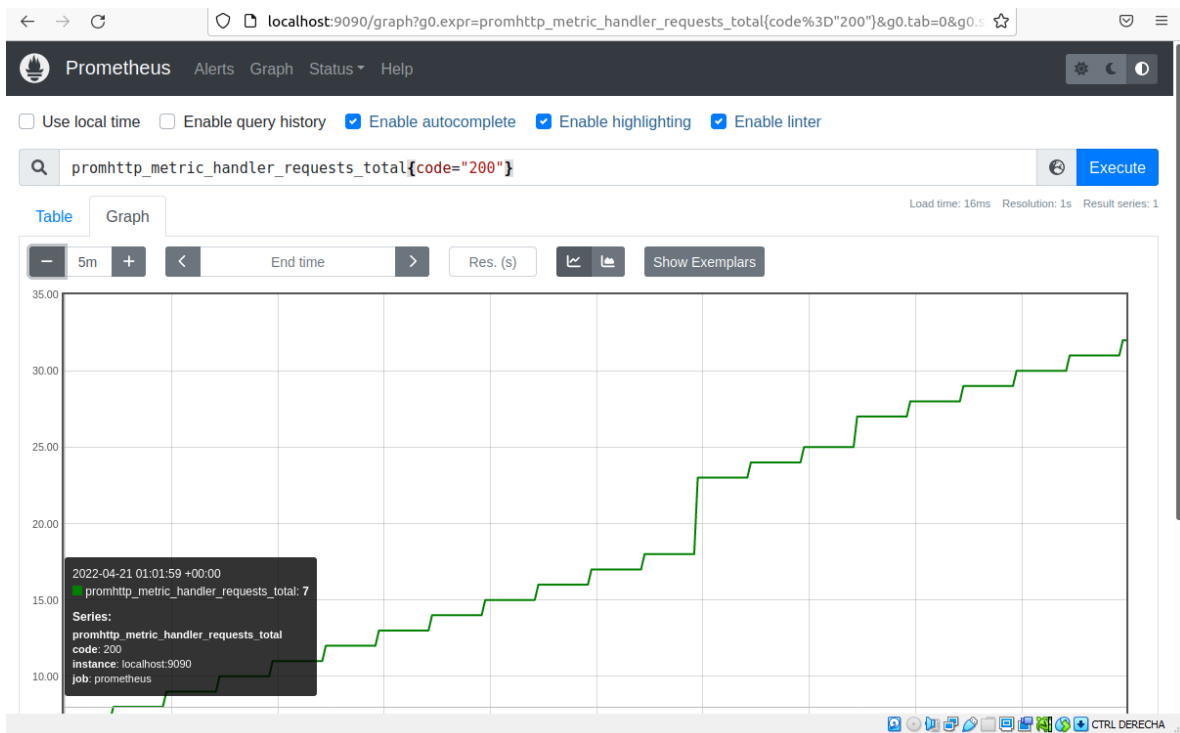 localhost:9090/graph?g0.expr=promhttp_metric_handler_requests_total{code%3D"200"}&g0.tab=0&g0.s
Prometheus Alerts Graph Status Help
Use local time Enable query history Enable autocomplete Enable highlighting Enable linter
promhttp_metric_handler_requests_total{code="200"} Execute
Table Graph Load time: 16ms Resolution: 1s Result series: 1
5m End time Res. (s) Show Exemplars
35.00
30.00
25.00
20.00
2022-04-21 01:01:59 +00:00
promhttp_metric_handler_requests_total: 7
15.00
Series:
promhttp_metric_handler_requests_total
code: 200
instance: localhost:9090
10.00
job: prometheus
CTRL DERECHA